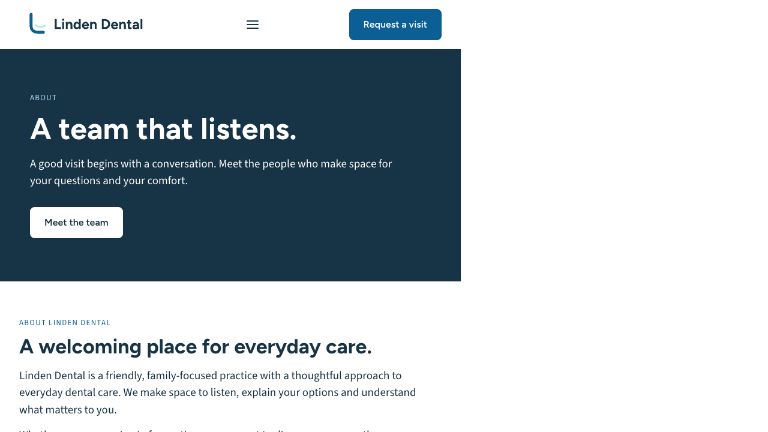 Linden Dental
Request a visit
ABOUT
A team that listens.
A good visit begins with a conversation. Meet the people who make space for
your questions and your comfort.
Meet the team
ABOUT LINDEN DENTAL
A welcoming place for everyday care.
Linden Dental is a friendly, family-focused practice with a thoughtful approach to
everyday dental care. We make space to listen, explain your options and understand
what matters to you.